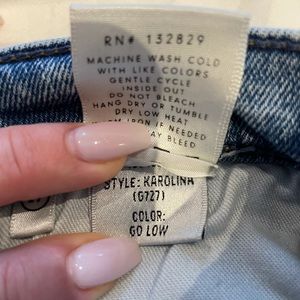 RN# 132829
MACHINE WASH COLD
WITH LIKE COLORS
GENTLE CYCLE
INSIDE OUT
DO NOT BLEACH
HANG DRY OR TUMBLE
DRY LOW HEAT
IRON IF NEEDED
MAY BLEED
STYLE: KAROLINA
(G727)
COLOR:
GO LOW